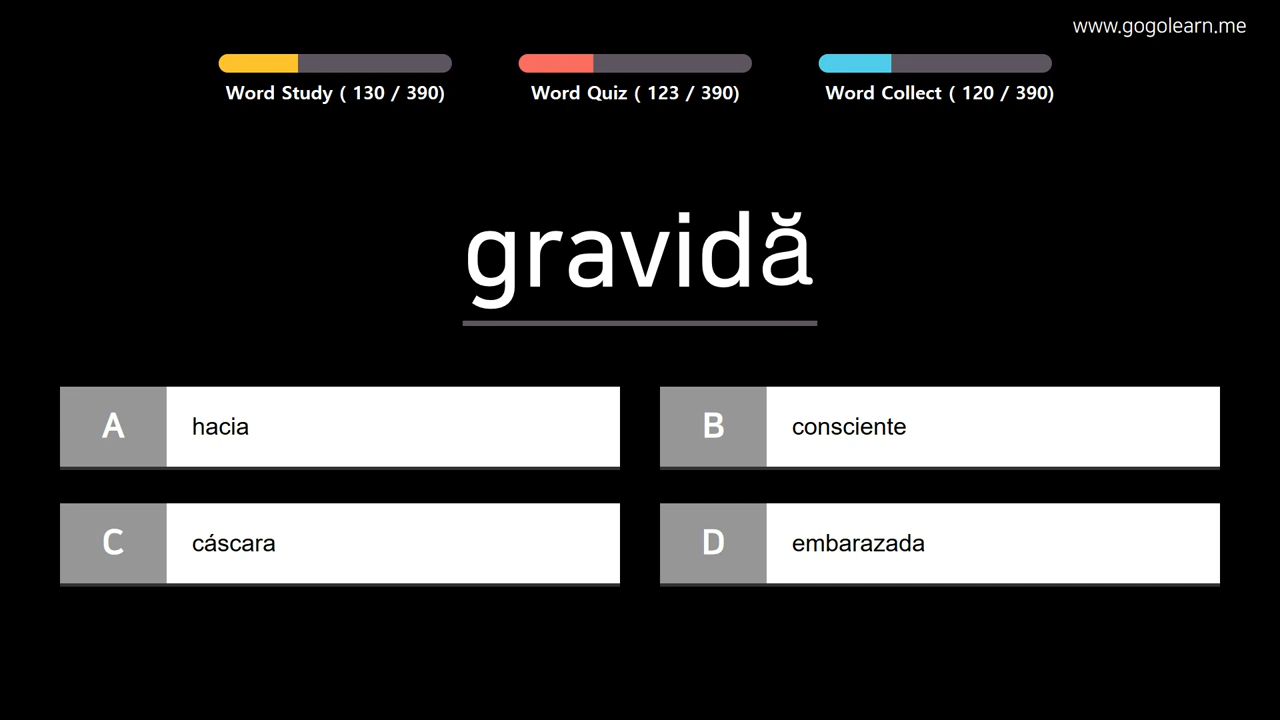 www.gogolearn.me
Word Study ( 130 / 390)
Word Quiz ( 123 / 390)
Word Collect ( 120 / 390)
gravidă
A hacia
B consciente
C cáscara
D embarazada